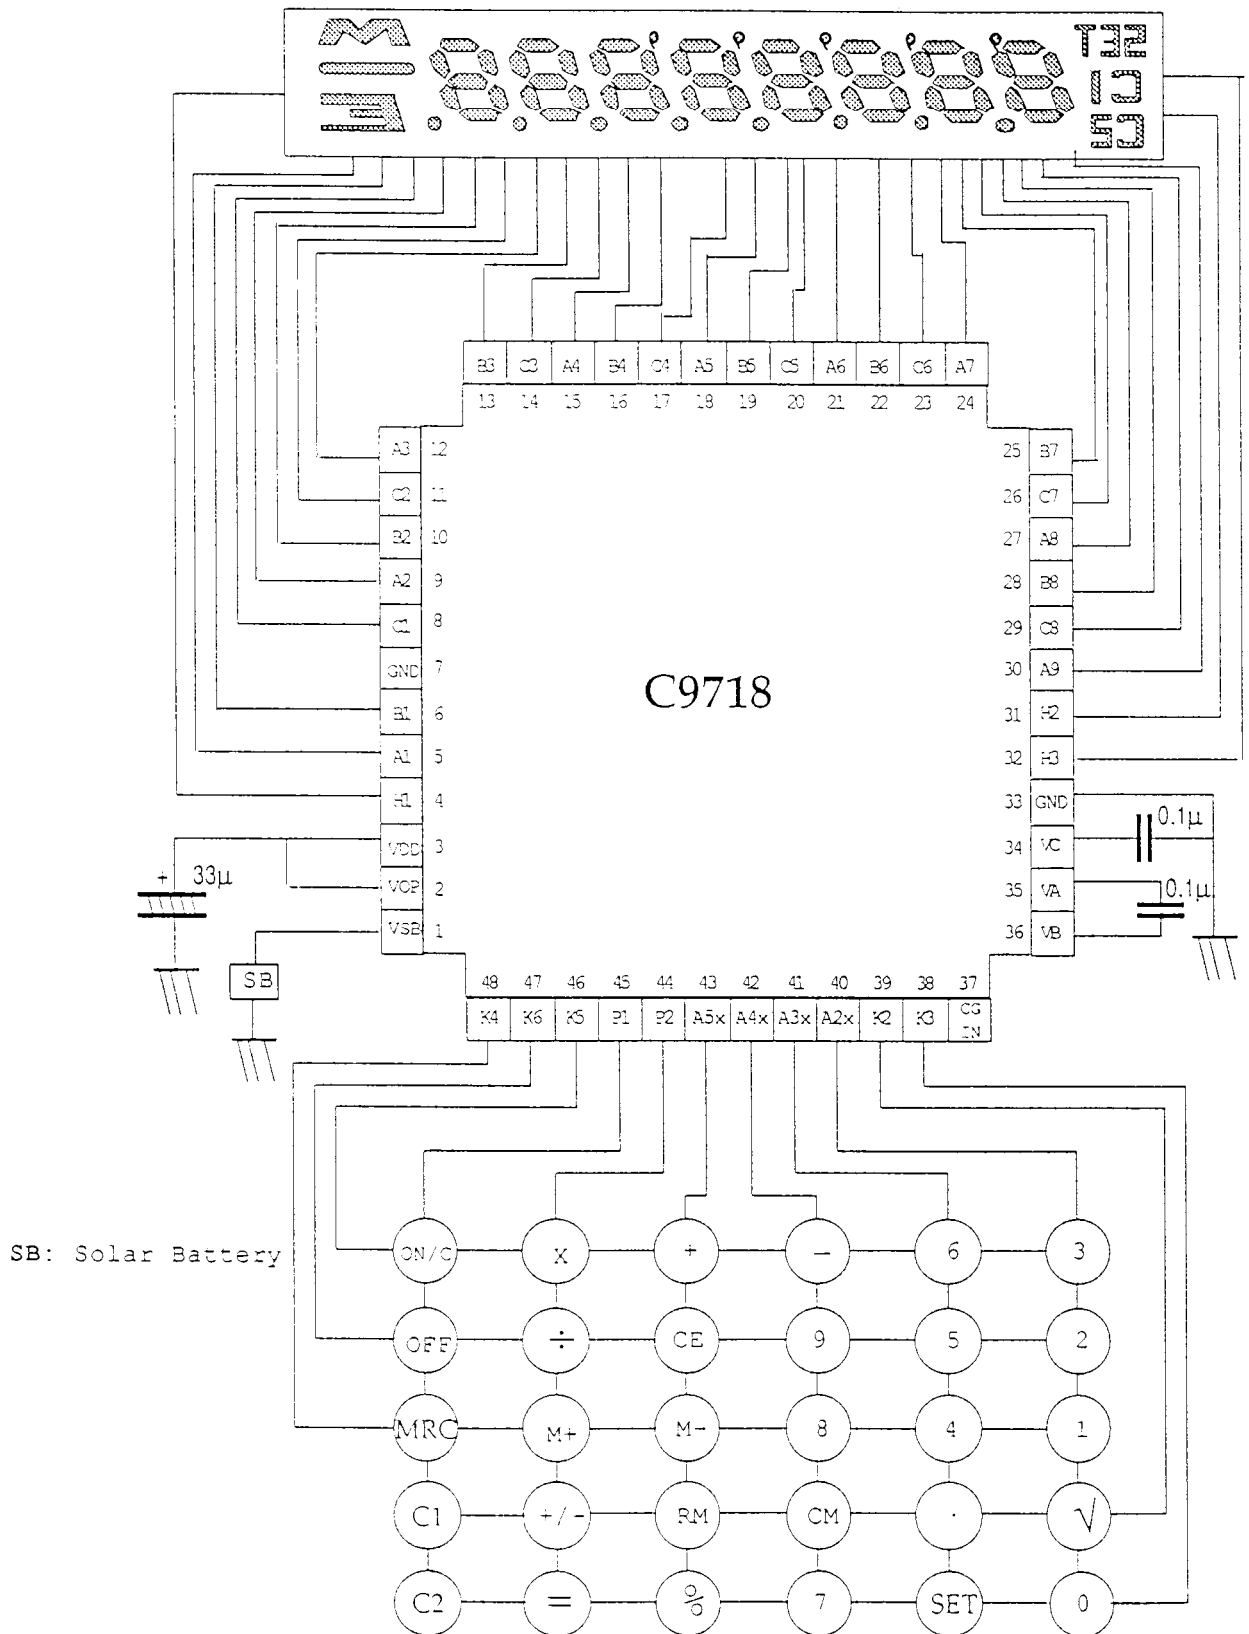 M SET
C1
E C2
B3 C3 A4 B4 C4 A5 B5 C5 A6 B6 C6 A7
13 14 15 16 17 18 19 20 21 22 23 24
A3 12 25 B7
C2 11 26 C7
B2 10 27 A8
A2 9 28 B8
C1 8 29 C8
GND 7 30 A9
C9718
B1 6 31 H2
A1 5 32 H3
H1 4 33 GND
0.1μ
VDD 3 34 VC
+ 33μ
VOP 2 35 VA
0.1μ
VSB 1 36 VB
SB
48 47 46 45 44 43 42 41 40 39 38 37
K4 K6 K5 P1 P2 A5x A4x A3x A2x K2 K3 CG
IN
SB: Solar Battery
ON/C X + − 6 3
OFF ÷ CE 9 5 2
MRC M+ M- 8 4 1
C1 +/- RM CM · √
C2 = % 7 SET 0